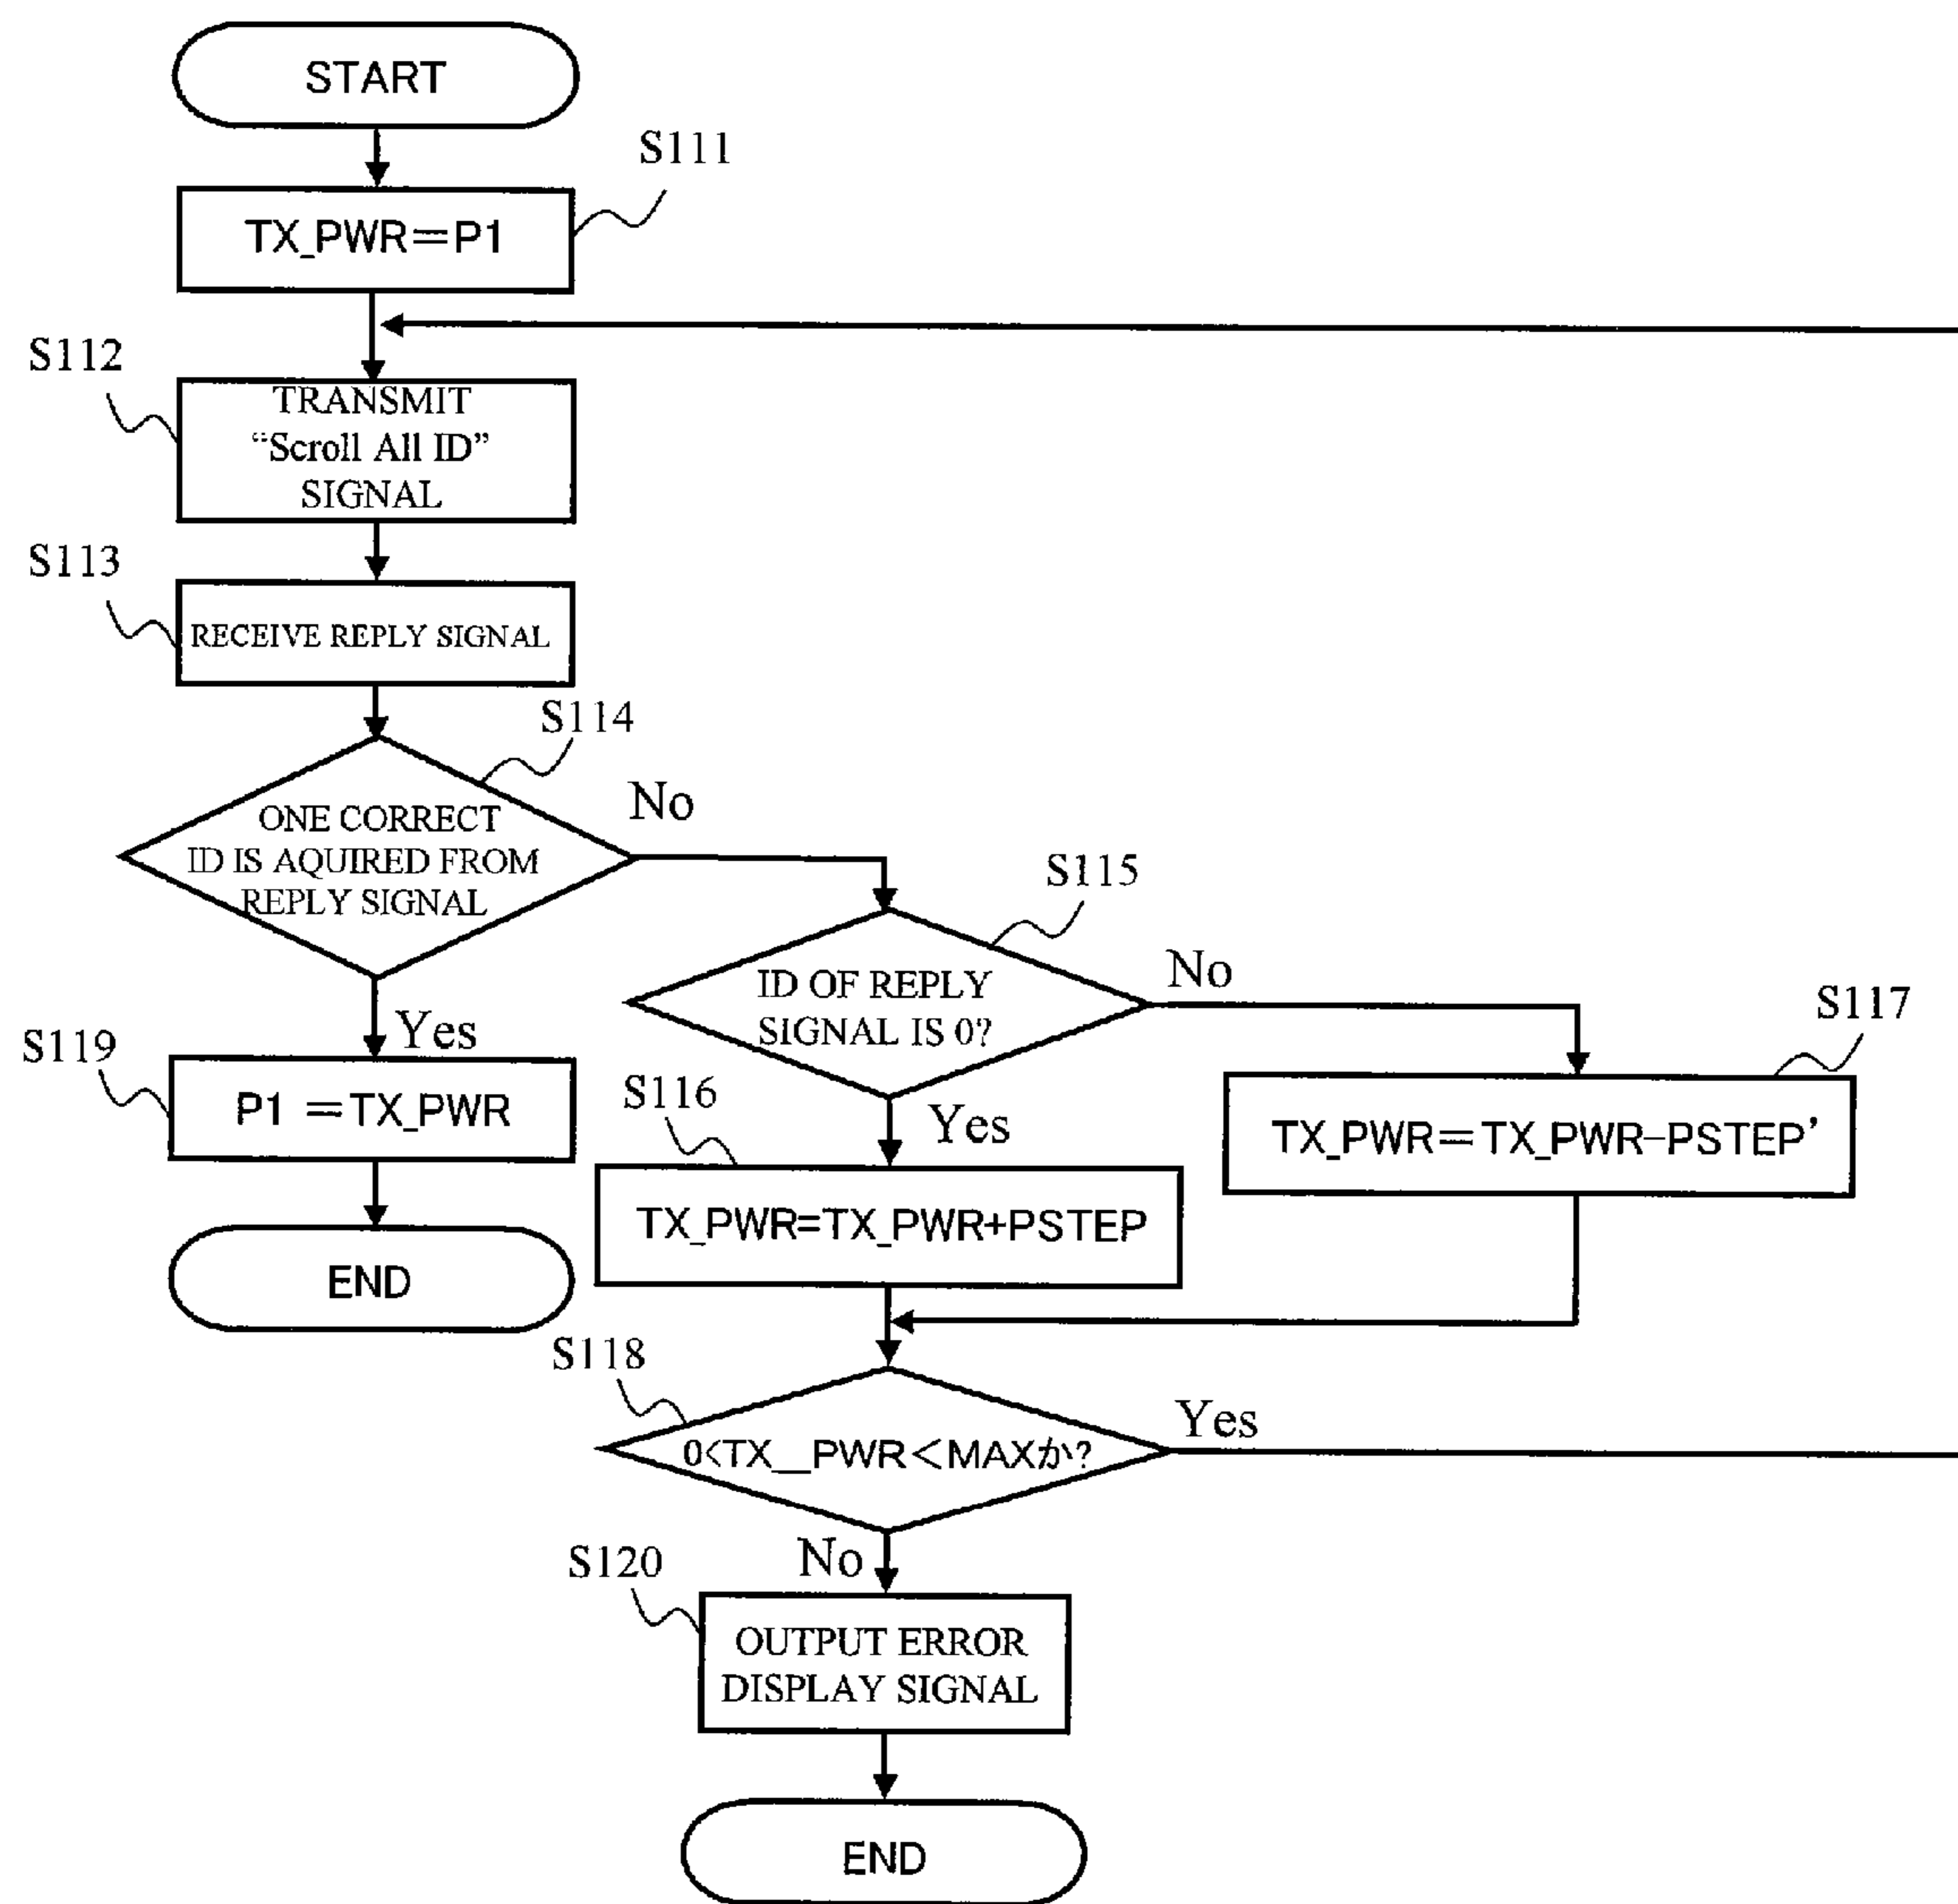 START
S111
TX_PWR=P1
S112
TRANSMIT
“Scroll All ID”
SIGNAL
S113
RECEIVE REPLY SIGNAL
S114
ONE CORRECT
ID IS AQUIRED FROM
REPLY SIGNAL
No
Yes
S115
ID OF REPLY
SIGNAL IS 0?
No
Yes
S117
TX_PWR=TX_PWR-PSTEP’
S119
P1 =TX_PWR
END
S116
TX_PWR=TX_PWR+PSTEP
S118
0<TX__PWR<MAXか?
Yes
No
S120
OUTPUT ERROR
DISPLAY SIGNAL
END